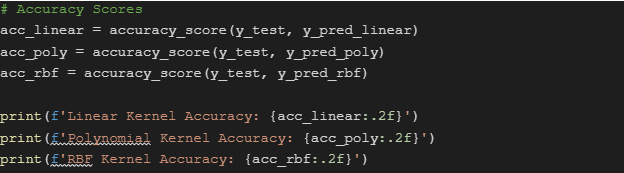 # Accuracy Scores
acc_linear = accuracy_score(y_test, y_pred_linear)
acc_poly = accuracy_score(y_test, y_pred_poly)
acc_rbf = accuracy_score(y_test, y_pred_rbf)
print(f'Linear Kernel Accuracy: {acc_linear:.2f}')
print(f'Polynomial Kernel Accuracy: {acc_poly:.2f}')
print(f'RBF Kernel Accuracy: {acc_rbf:.2f}')